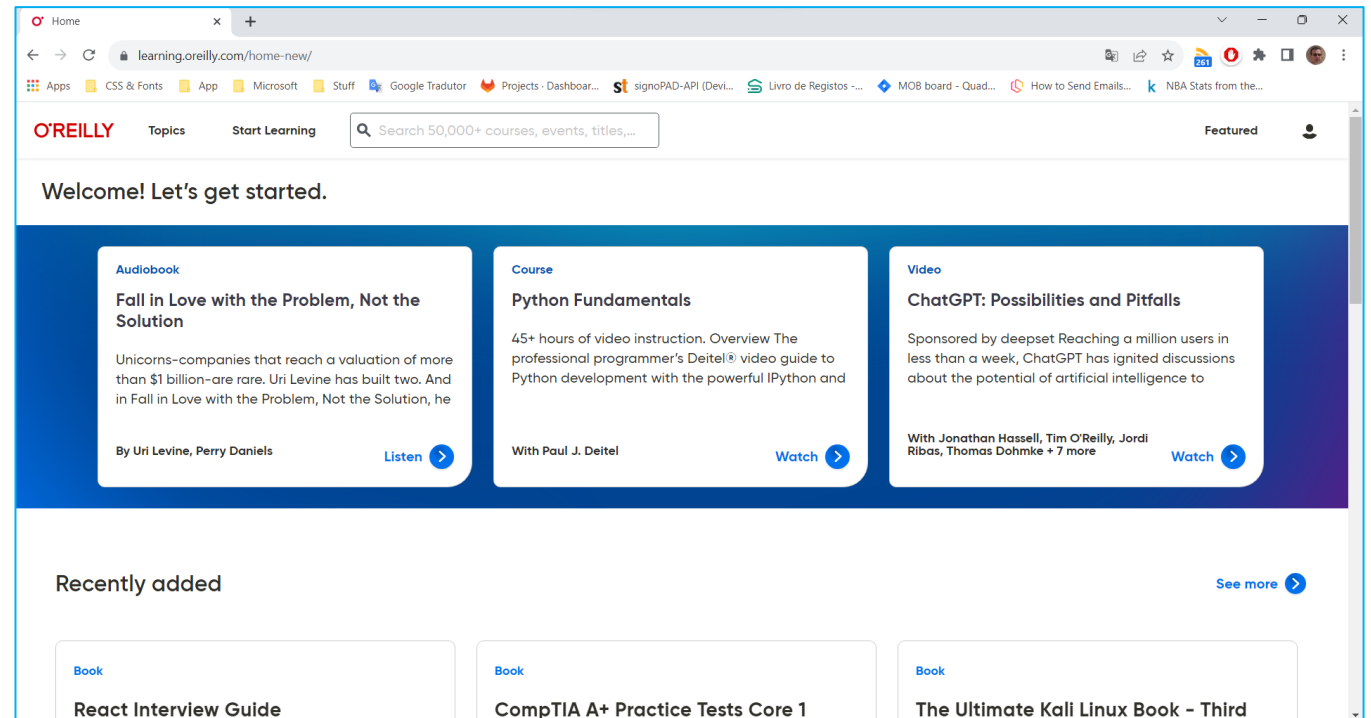 Home
learning.oreilly.com/home-new/
261
Apps CSS & Fonts App Microsoft Stuff Google Tradutor Projects · Dashboar... signoPAD-API (Devi... Livro de Registos -... MOB board - Quad... How to Send Emails... NBA Stats from the...
O'REILLY Topics Start Learning Search 50,000+ courses, events, titles,... Featured
Welcome! Let's get started.
Audiobook
Fall in Love with the Problem, Not the
Solution
Unicorns-companies that reach a valuation of more
than $1 billion-are rare. Uri Levine has built two. And
in Fall in Love with the Problem, Not the Solution, he
By Uri Levine, Perry Daniels
Listen
Course
Python Fundamentals
45+ hours of video instruction. Overview The
professional programmer's Deitel® video guide to
Python development with the powerful IPython and
With Paul J. Deitel
Watch
Video
ChatGPT: Possibilities and Pitfalls
Sponsored by deepset Reaching a million users in
less than a week, ChatGPT has ignited discussions
about the potential of artificial intelligence to
With Jonathan Hassell, Tim O'Reilly, Jordi
Ribas, Thomas Dohmke + 7 more
Watch
Recently added
See more
Book
React Interview Guide
Book
CompTIA A+ Practice Tests Core 1
Book
The Ultimate Kali Linux Book - Third